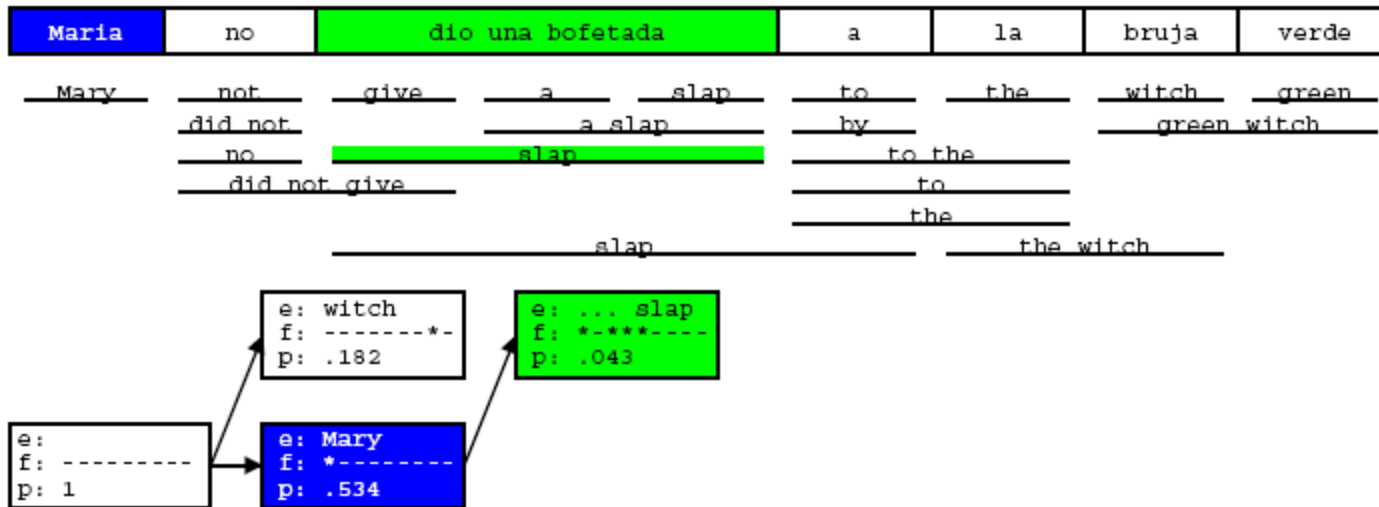 Maria no dio una bofetada a la bruja verde
Mary not give a slap to the witch green
did not a slap by green witch
no slap to the
did not give to
the
slap the witch
e: witch
f: -------*-
p: .182
e: ... slap
f: *-***----
p: .043
e:
f: ---------
p: 1
e: Mary
f: *--------
p: .534